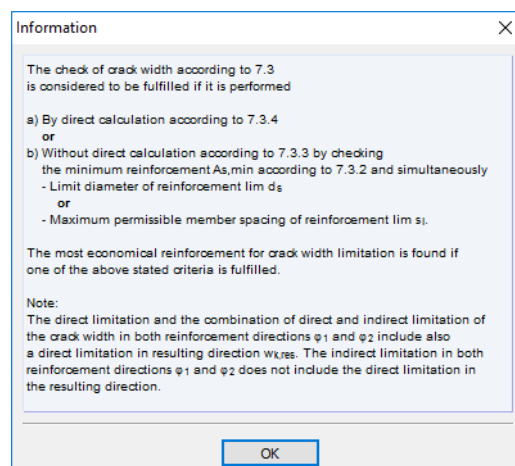 Information
The check of crack width according to 7.3
is considered to be fulfilled if it is performed
a) By direct calculation according to 7.3.4
or
b) Without direct calculation according to 7.3.3 by checking
the minimum reinforcement As,min according to 7.3.2 and simultaneously
- Limit diameter of reinforcement lim ds
or
- Maximum permissible member spacing of reinforcement lim sl.
The most economical reinforcement for crack width limitation is found if
one of the above stated criteria is fulfilled.
Note:
The direct limitation and the combination of direct and indirect limitation of
the crack width in both reinforcement directions φ1 and φ2 include also
a direct limitation in resulting direction wk,res. The indirect limitation in both
reinforcement directions φ1 and φ2 does not include the direct limitation in
the resulting direction.
OK